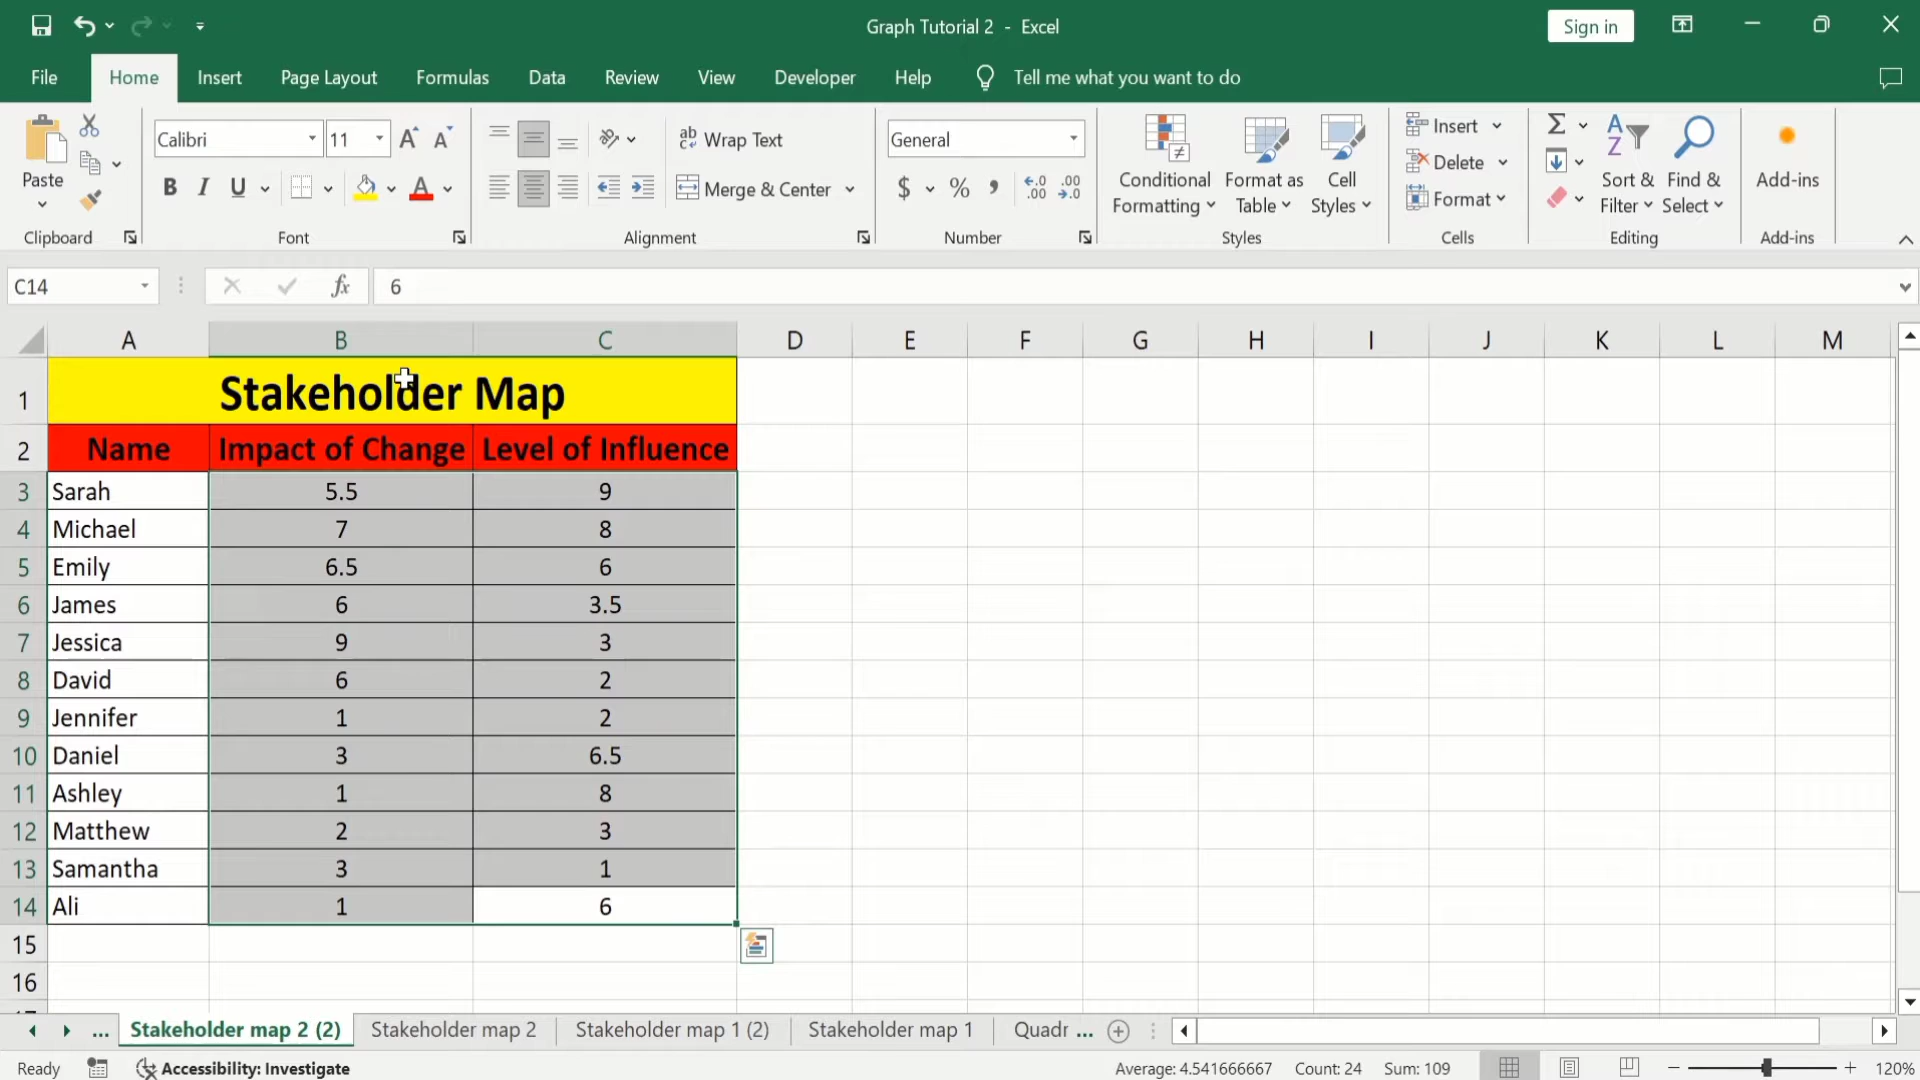 Graph Tutorial 2 - Excel
Sign in
File Home Insert Page Layout Formulas Data Review View Developer Help Tell me what you want to do
Paste
Clipboard
Calibri 11
B I U A
Font
Wrap Text
Merge & Center
Alignment
General
$ % ,
Number
Conditional Formatting
Format as Table
Cell Styles
Styles
Insert
Delete
Format
Cells
Sort & Filter
Find & Select
Editing
Add-ins
Add-ins
C14 fx 6
A B C D E F G H I J K L M
1 Stakeholder Map
2 Name Impact of Change Level of Influence
3 Sarah 5.5 9
4 Michael 7 8
5 Emily 6.5 6
6 James 6 3.5
7 Jessica 9 3
8 David 6 2
9 Jennifer 1 2
10 Daniel 3 6.5
11 Ashley 1 8
12 Matthew 2 3
13 Samantha 3 1
14 Ali 1 6
15
16
... Stakeholder map 2 (2) Stakeholder map 2 Stakeholder map 1 (2) Stakeholder map 1 Quadr ...
Ready Accessibility: Investigate Average: 4.541666667 Count: 24 Sum: 109 120%